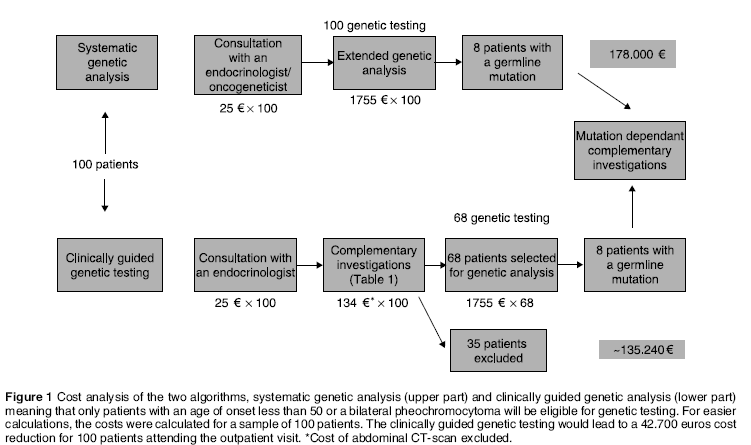 100 genetic testing
Systematic
genetic
analysis
Consultation
with an
endocrinologist/
oncogeneticist
Extended genetic
analysis
8 patients with
a germline
mutation
178.000 €
25 € × 100
1755 € × 100
Mutation dependant
complementary
investigations
100 patients
68 genetic testing
Clinically guided
genetic testing
Consultation with
an endocrinologist
Complementary
investigations
(Table 1)
68 patients selected
for genetic analysis
8 patients with
a germline
mutation
25 € × 100
134 €* × 100
1755 € × 68
35 patients
excluded
~135.240 €
Figure 1 Cost analysis of the two algorithms, systematic genetic analysis (upper part) and clinically guided genetic analysis (lower part)
meaning that only patients with an age of onset less than 50 or a bilateral pheochromocytoma will be eligible for genetic testing. For easier
calculations, the costs were calculated for a sample of 100 patients. The clinically guided genetic testing would lead to a 42.700 euros cost
reduction for 100 patients attending the outpatient visit. *Cost of abdominal CT-scan excluded.